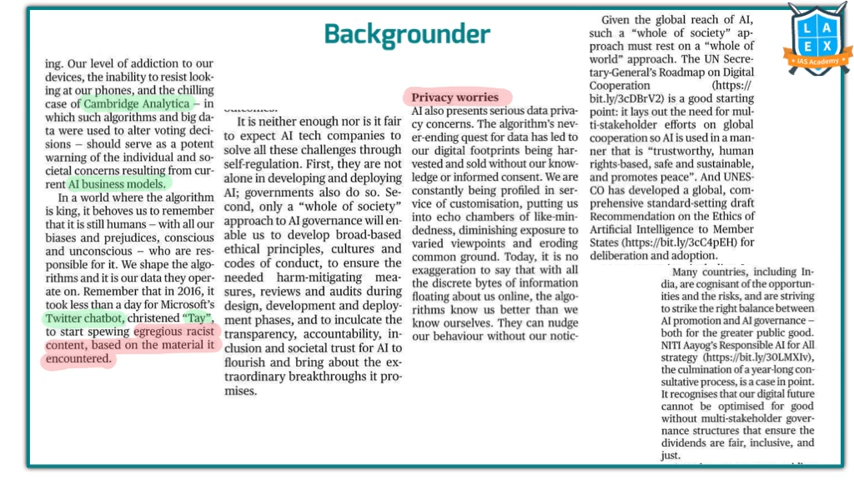 Backgrounder
L A
E X
IAS Academy
ing. Our level of addiction to our
devices, the inability to resist look-
ing at our phones, and the chilling
case of Cambridge Analytica – in
which such algorithms and big da-
ta were used to alter voting deci-
sions – should serve as a potent
warning of the individual and so-
cietal concerns resulting from cur-
rent AI business models.
In a world where the algorithm
is king, it behoves us to remember
that it is still humans – with all our
biases and prejudices, conscious
and unconscious – who are res-
ponsible for it. We shape the algo-
rithms and it is our data they oper-
ate on. Remember that in 2016, it
took less than a day for Microsoft's
Twitter chatbot, christened “Tay”,
to start spewing egregious racist
content, based on the material it
encountered.
It is neither enough nor is it fair
to expect AI tech companies to
solve all these challenges through
self-regulation. First, they are not
alone in developing and deploying
AI; governments also do so. Se-
cond, only a “whole of society”
approach to AI governance will en-
able us to develop broad-based
ethical principles, cultures and
codes of conduct, to ensure the
needed harm-mitigating mea-
sures, reviews and audits during
design, development and deploy-
ment phases, and to inculcate the
transparency, accountability, in-
clusion and societal trust for AI to
flourish and bring about the ex-
traordinary breakthroughs it pro-
mises.
Privacy worries
AI also presents serious data priva-
cy concerns. The algorithm's nev-
er-ending quest for data has led to
our digital footprints being har-
vested and sold without our know-
ledge or informed consent. We are
constantly being profiled in ser-
vice of customisation, putting us
into echo chambers of like-min-
dedness, diminishing exposure to
varied viewpoints and eroding
common ground. Today, it is no
exaggeration to say that with all
the discrete bytes of information
floating about us online, the algo-
rithms know us better than we
know ourselves. They can nudge
our behaviour without our notic-
Given the global reach of AI,
such a “whole of society” ap-
proach must rest on a “whole of
world” approach. The UN Secre-
tary-General's Roadmap on Digital
Cooperation (https://
bit.ly/3cDBrV2) is a good starting
point: it lays out the need for mul-
ti-stakeholder efforts on global
cooperation so AI is used in a man-
ner that is “trustworthy, human
rights-based, safe and sustainable,
and promotes peace”. And UNES-
CO has developed a global, com-
prehensive standard-setting draft
Recommendation on the Ethics of
Artificial Intelligence to Member
States (https://bit.ly/3cC4pEH) for
deliberation and adoption.
Many countries, including In-
dia, are cognisant of the opportun-
ities and the risks, and are striving
to strike the right balance between
AI promotion and AI governance –
both for the greater public good.
NITI Aayog's Responsible AI for All
strategy (https://bit.ly/30LMXIv),
the culmination of a year-long con-
sultative process, is a case in point.
It recognises that our digital future
cannot be optimised for good
without multi-stakeholder gover-
nance structures that ensure the
dividends are fair, inclusive, and
just.